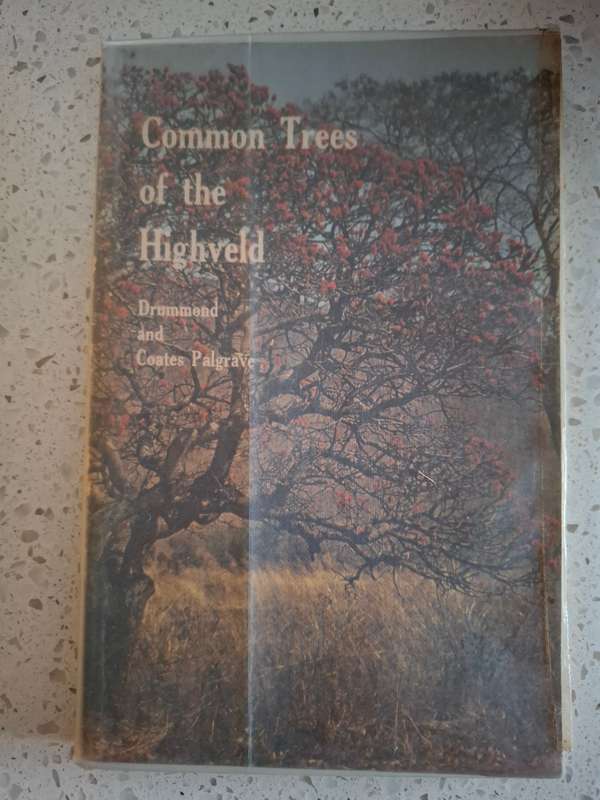 Common Trees
of the
Highveld
Drummond
and
Coates Palgrave